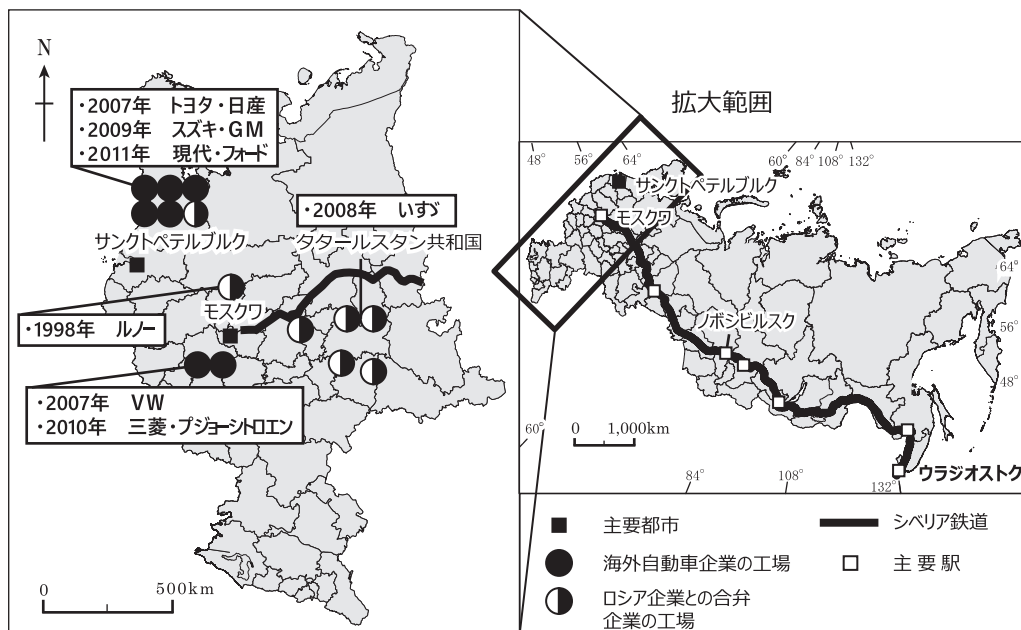 N
・2007年 トヨタ・日産
・2009年 スズキ・GM
・2011年 現代・フォード
・2008年 いすゞ
サンクトペテルブルク
タタールスタン共和国
・1998年 ルノー
モスクワ
・2007年 VW
・2010年 三菱・プジョーシトロエン
0 500km
拡大範囲
48° 56° 64° 60° 84° 108° 132°
サンクトペテルブルク
モスクワ
64°
ノボシビルスク
56°
48°
60°
0 1,000km
ウラジオストク
84° 108° 132°
主要都市
シベリア鉄道
海外自動車企業の工場
主要駅
ロシア企業との合弁
企業の工場